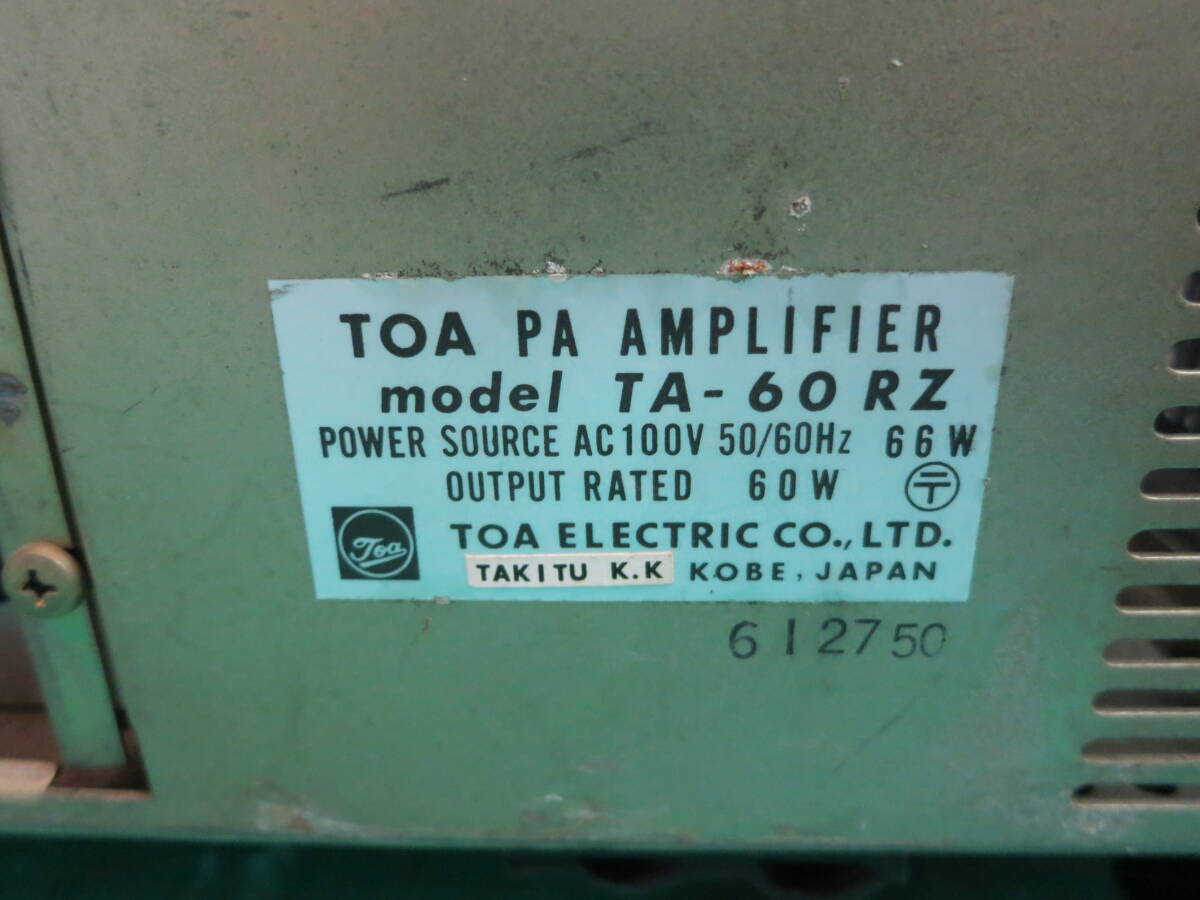 TOA PA AMPLIFIER
model TA-60RZ
POWER SOURCE AC100V 50/60Hz 66W
OUTPUT RATED 60W 〒
Toa TOA ELECTRIC CO., LTD.
TAKITU K.K KOBE, JAPAN
612750